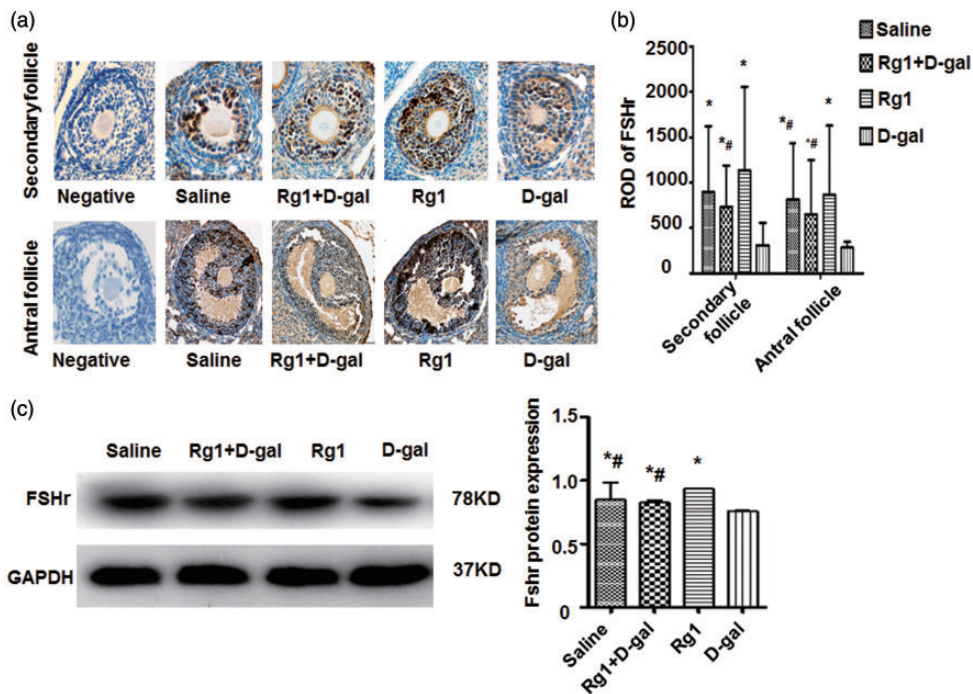 (a)
Secondary follicle
Negative
Saline
Rg1+D-gal
Rg1
D-gal
Antral follicle
Negative
Saline
Rg1+D-gal
Rg1
D-gal
(b)
Saline
Rg1+D-gal
Rg1
D-gal
ROD of FSHr
2500
2000
1500
1000
500
0
*
*#
*
*#
*#
*
Secondary
follicle
Antral follicle
(c)
Saline
Rg1+D-gal
Rg1
D-gal
FSHr
78KD
GAPDH
37KD
Fshr protein expression
1.5
1.0
0.5
0
*#
*#
*
Saline
Rg1+D-gal
Rg1
D-gal